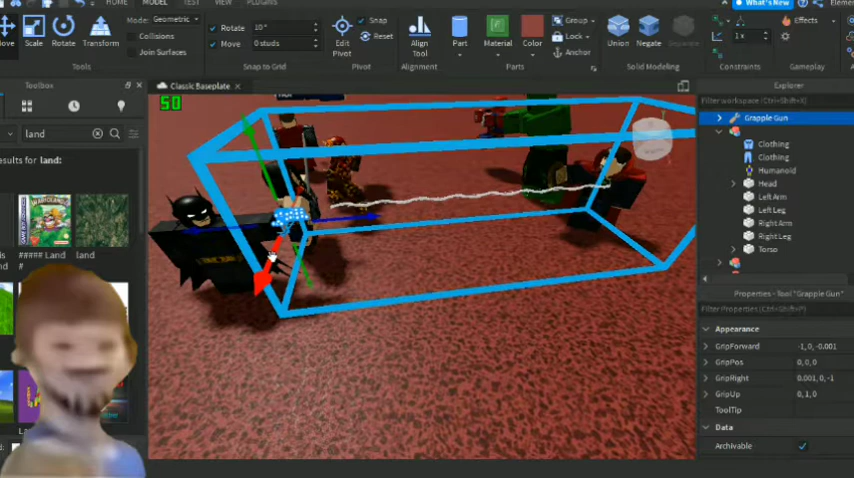 HOME
MODEL
TEST
VIEW
PLUGINS
What's New
Move
Scale
Rotate
Transform
Mode: Geometric
Collisions
Join Surfaces
Rotate
10°
Move
0 studs
Edit
Pivot
Snap
Reset
Align
Tool
Part
Material
Color
Group
Lock
Anchor
Union
Negate
Separate
1 x
Effects
Tools
Snap to Grid
Pivot
Alignment
Parts
Solid Modeling
Constraints
Gameplay
Toolbox
Classic Baseplate
Explorer
Filter workspace (Ctrl+Shift+X)
50
land
results for land:
##### Land
land
Grapple Gun
Clothing
Clothing
Humanoid
Head
Left Arm
Left Leg
Right Arm
Right Leg
Torso
Properties - Tool "Grapple Gun"
Filter Properties (Ctrl+Shift+P)
Appearance
GripForward
-1, 0, -0.001
GripPos
0, 0, 0
GripRight
0.001, 0, -1
GripUp
0, 1, 0
ToolTip
Data
Archivable